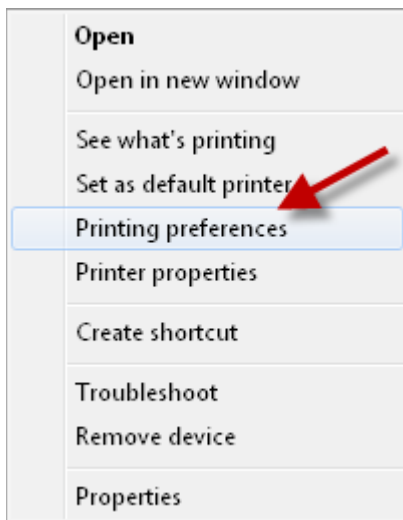 Open
Open in new window
See what's printing
Set as default printer
Printing preferences
Printer properties
Create shortcut
Troubleshoot
Remove device
Properties